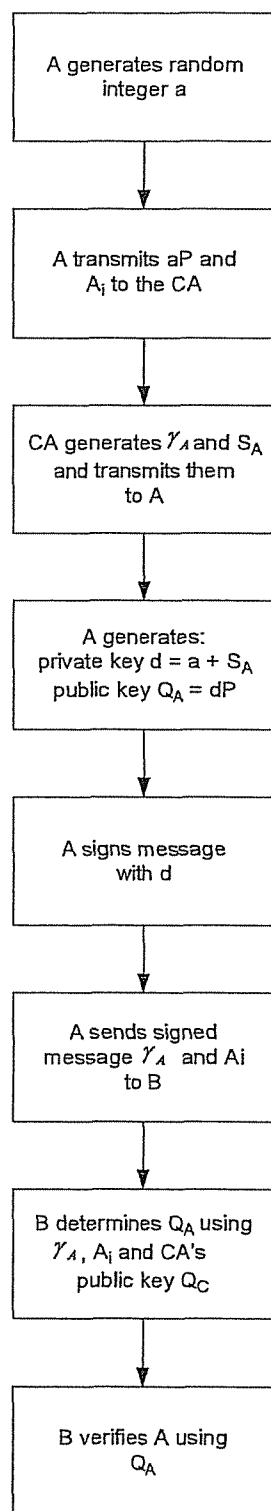 A generates random
integer a
A transmits aP and
Aᵢ to the CA
CA generates γ_A and S_A
and transmits them
to A
A generates:
private key d = a + S_A
public key Q_A = dP
A signs message
with d
A sends signed
message γ_A and Ai
to B
B determines Q_A using
γ_A, Aᵢ and CA's
public key Q_C
B verifies A using
Q_A